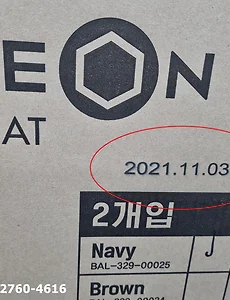 EON
AT
2021.11.03
2개입
Navy
BAL-329-00025
Brown
2760-4616